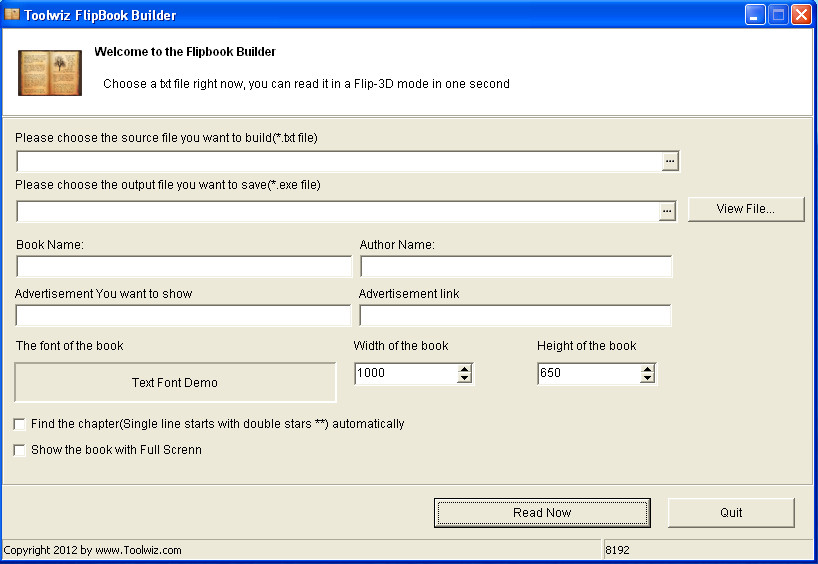 Toolwiz FlipBook Builder
Welcome to the Flipbook Builder
Choose a txt file right now, you can read it in a Flip-3D mode in one second
Please choose the source file you want to build(*.txt file)
...
Please choose the output file you want to save(*.exe file)
... View File...
Book Name: Author Name:
Advertisement You want to show Advertisement link
The font of the book Width of the book Height of the book
Text Font Demo 1000 650
Find the chapter(Single line starts with double stars **) automatically
Show the book with Full Screnn
Read Now Quit
Copyright 2012 by www.Toolwiz.com 8192